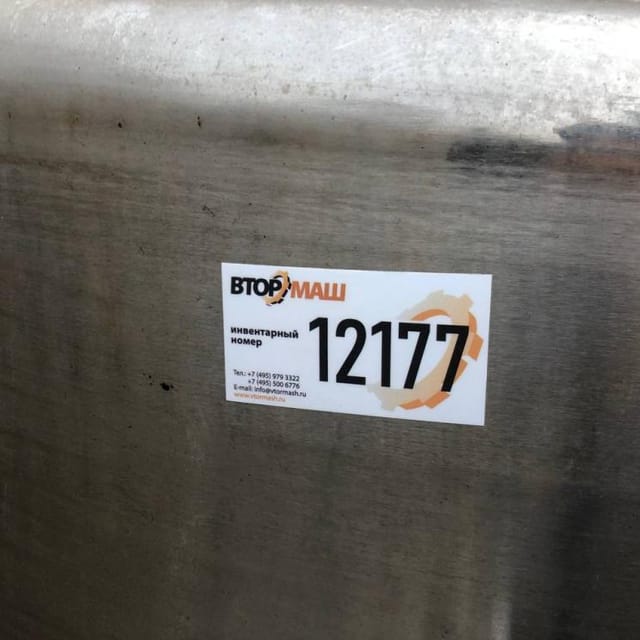 ВТОРМАШ
инвентарный
номер
12177
Тел.: +7 (495) 979 3322
+7 (495) 500 6776
E-mail: info@vtormash.ru
www.vtormash.ru